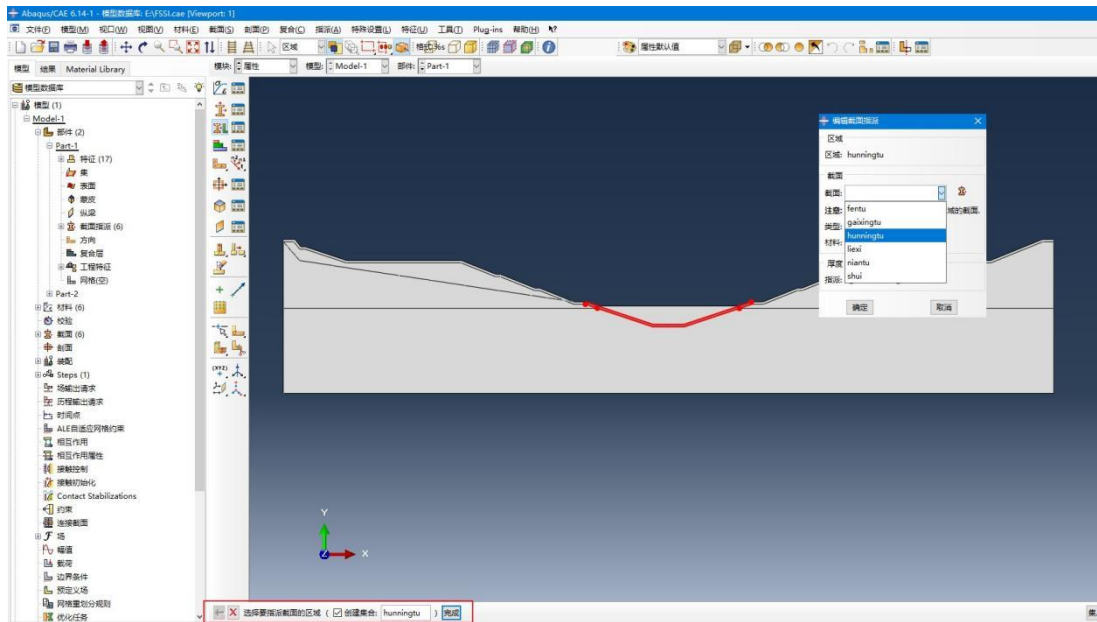 Abaqus/CAE 6.14-1 - 模型数据库: E:\FSSI.cae [Viewport: 1]
文件(F) 模型(M) 视口(W) 视图(V) 材料(E) 截面(S) 剖面(P) 复合(C) 指派(A) 特殊设置(L) 特征(U) 工具(O) Plug-ins 帮助(H)
区域
属性默认值
模型 结果 Material Library
模块: 属性 模型: Model-1 部件: Part-1
模型数据库
模型 (1)
Model-1
部件 (2)
Part-1
特征 (17)
集
表面
蒙皮
纵梁
截面指派 (6)
方向
复合层
工程特征
网格(空)
Part-2
材料 (6)
校验
截面 (6)
剖面
装配
Steps (1)
场输出请求
历程输出请求
时间点
ALE自适应网格约束
相互作用
相互作用属性
接触控制
接触初始化
Contact Stabilizations
约束
连接截面
场
幅值
载荷
边界条件
预定义场
网格重划分规则
优化任务
编辑截面指派
区域
区域: hunningtu
截面
截面:
注意: 域的截面.
类型:
材料:
厚度
指派:
fentu
gaixingtu
hunningtu
liexi
niantu
shui
确定 取消
(XYZ)
Y
Z X
选择要指派截面的区域 ( 创建集合: hunningtu ) 完成